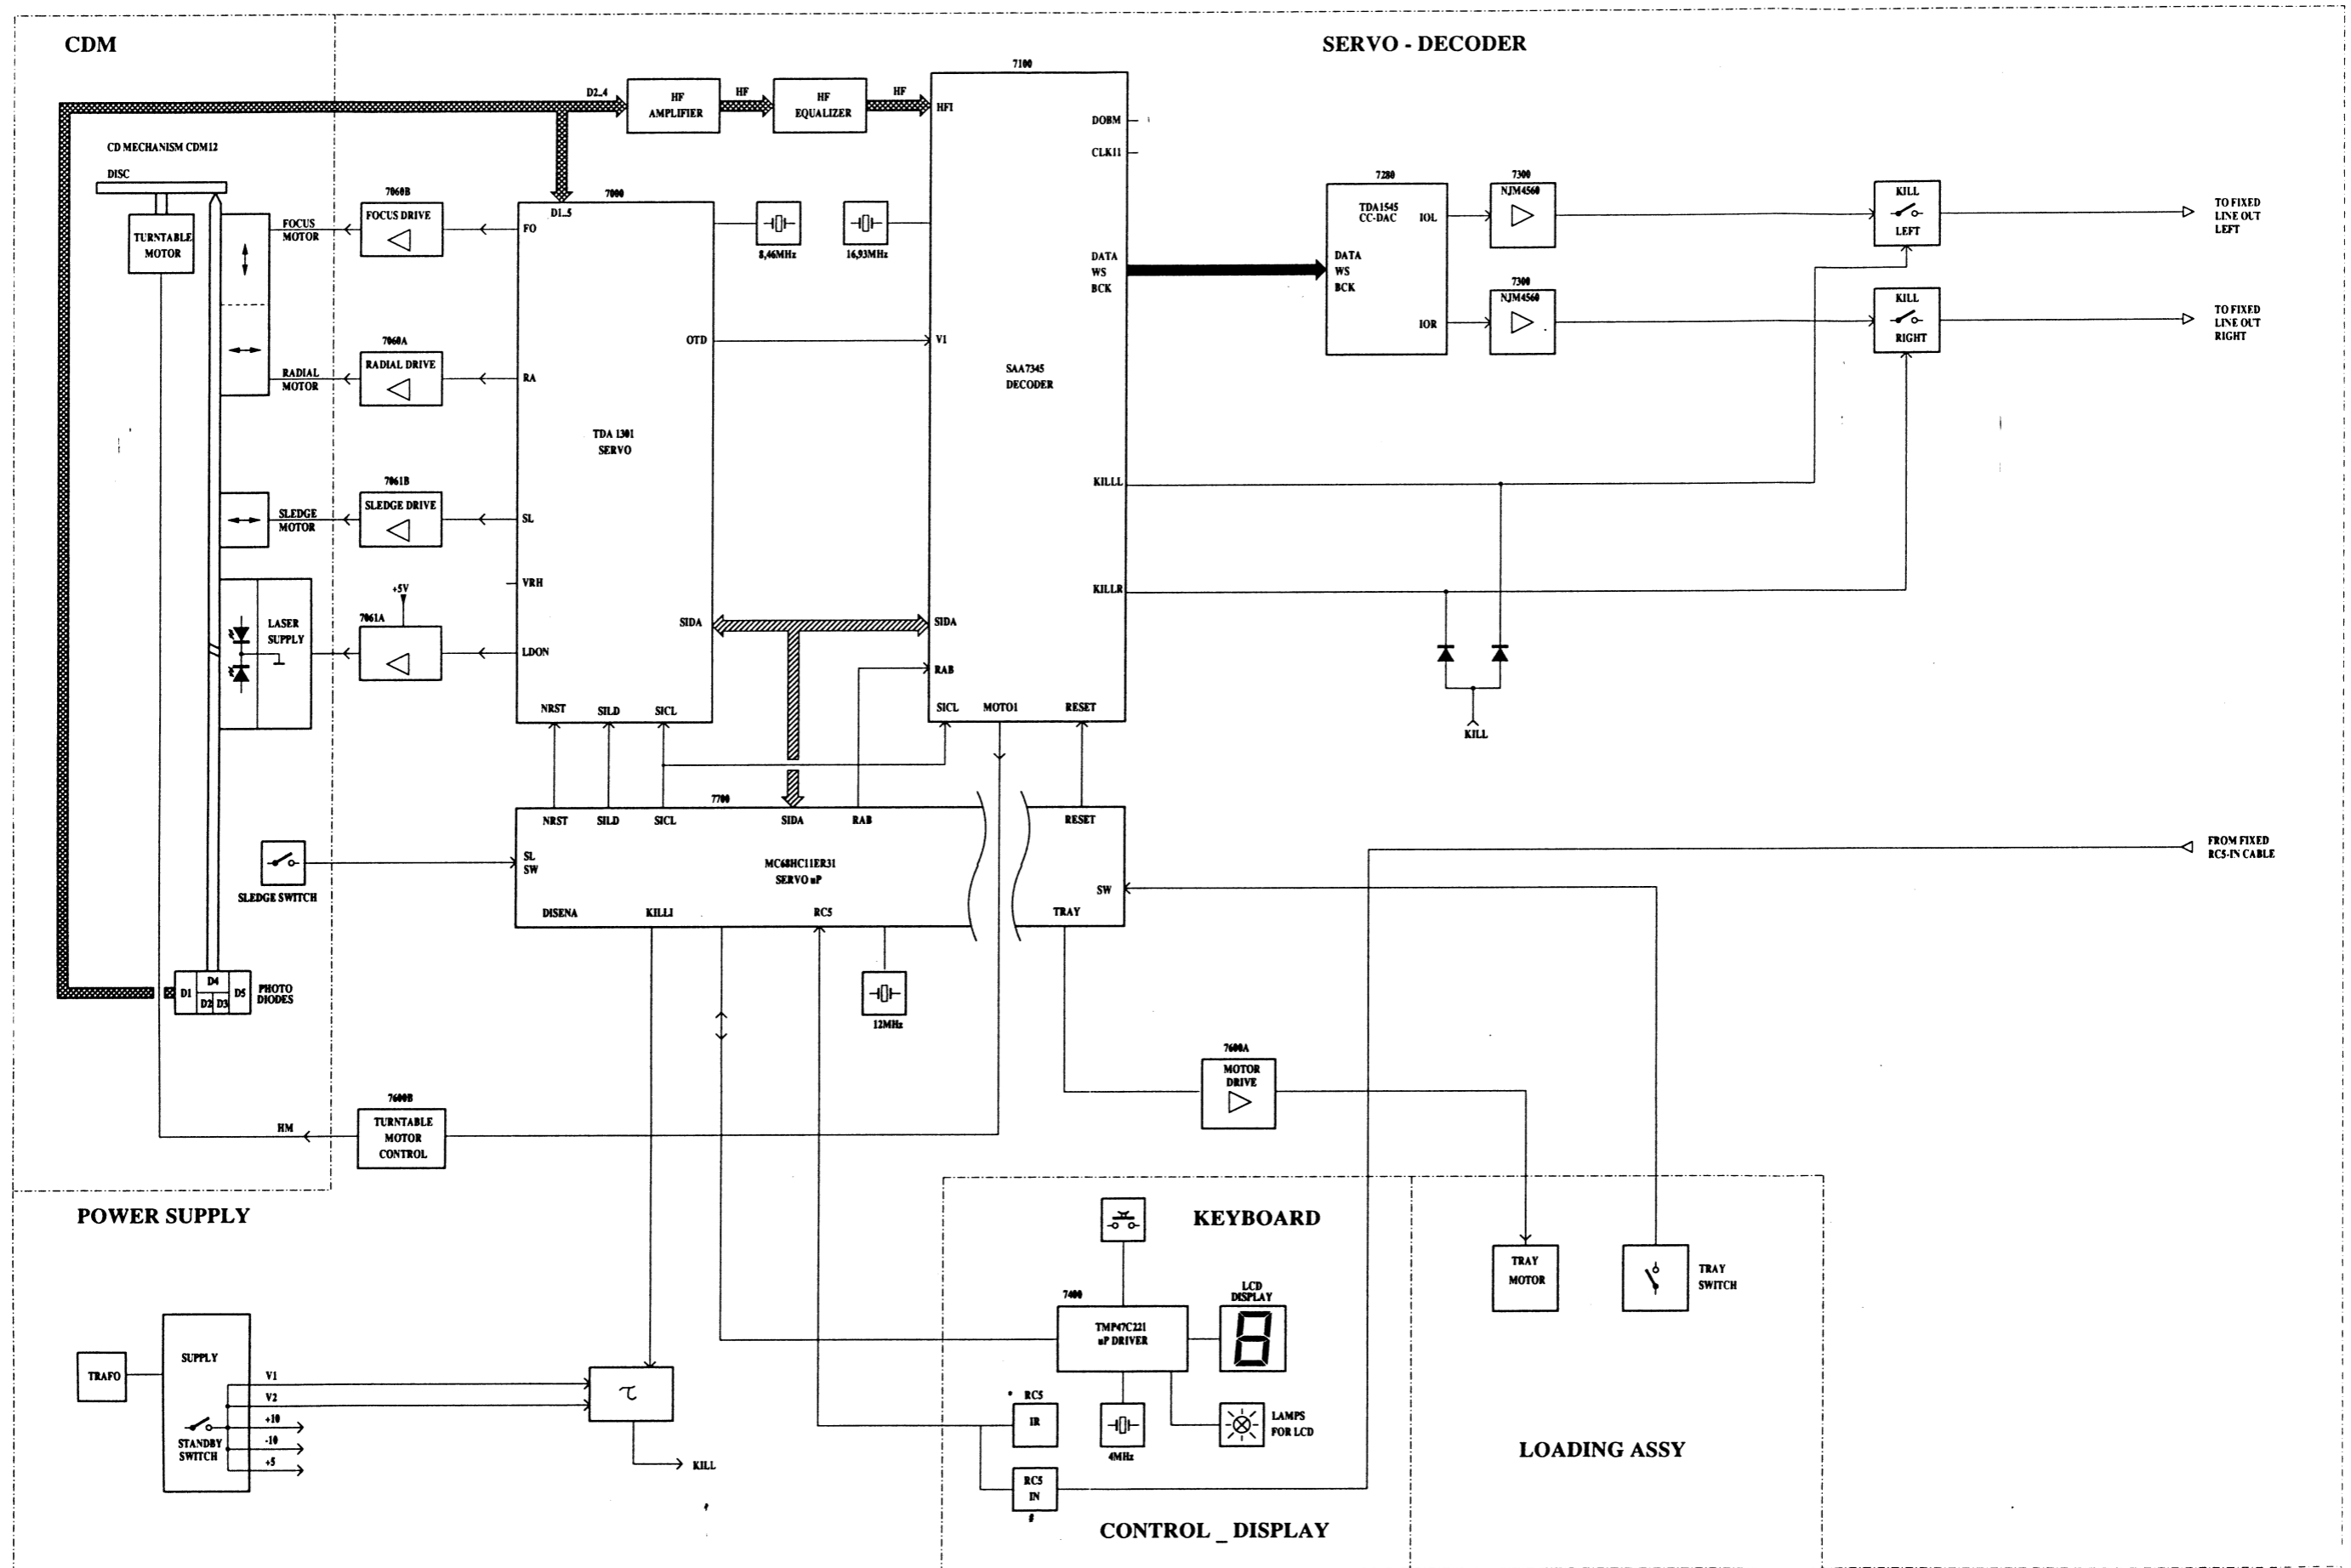 CDM
SERVO - DECODER
7100
D2_4
HF
AMPLIFIER
HF
HF
EQUALIZER
HF
HFI
DOBM
CLK11
CD MECHANISM CDM12
DISC
TURNTABLE
MOTOR
FOCUS
MOTOR
7060B
FOCUS DRIVE
7000
D1_5
FO
8,46MHz
16,93MHz
DATA
WS
BCK
7280
TDA1545
CC-DAC
IOL
DATA
WS
BCK
IOR
7300
NJM4560
7300
NJM4560
KILL
LEFT
KILL
RIGHT
TO FIXED
LINE OUT
LEFT
TO FIXED
LINE OUT
RIGHT
RADIAL
MOTOR
7060A
RADIAL DRIVE
RA
OTD
V1
SAA7345
DECODER
TDA 1301
SERVO
SLEDGE
MOTOR
7061B
SLEDGE DRIVE
SL
KILLL
VRH
KILLR
LASER
SUPPLY
+5V
7061A
LDON
SIDA
SIDA
RAB
NRST
SILD
SICL
SICL
MOTO1
RESET
KILL
7700
NRST
SILD
SICL
SIDA
RAB
RESET
SL
SW
MC68HC11ER31
SERVO uP
SW
DISENA
KILLI
RC5
TRAY
SLEDGE SWITCH
FROM FIXED
RC5-IN CABLE
D1
D4
D2
D3
D5
PHOTO
DIODES
12MHz
7600A
MOTOR
DRIVE
HM
7600B
TURNTABLE
MOTOR
CONTROL
POWER SUPPLY
KEYBOARD
TRAY
MOTOR
TRAY
SWITCH
7400
TMP47C221
uP DRIVER
LCD
DISPLAY
8
TRAFO
SUPPLY
STANDBY
SWITCH
V1
V2
+10
-10
+5
τ
KILL
* RC5
IR
4MHz
LAMPS
FOR LCD
RC5
IN
#
LOADING ASSY
CONTROL _ DISPLAY